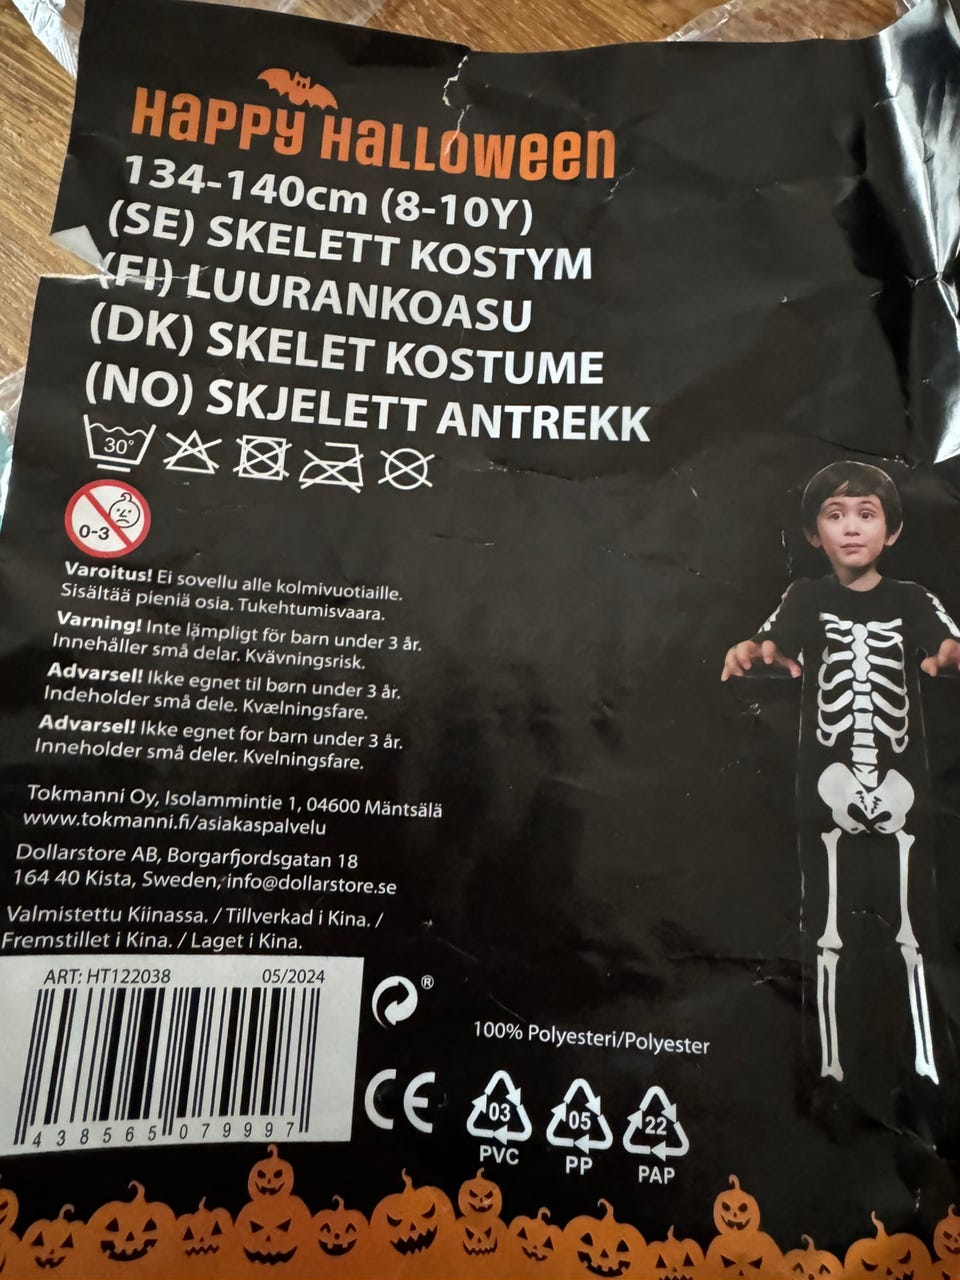 Happy Halloween
134-140cm (8-10Y)
(SE) SKELETT KOSTYM
(FI) LUURANKOASU
(DK) SKELET KOSTUME
(NO) SKJELETT ANTREKK
30°
0-3
Varoitus! Ei sovellu alle kolmivuotiaille.
Sisältää pieniä osia. Tukehtumisvaara.
Varning! Inte lämpligt för barn under 3 år.
Innehåller små delar. Kvävningsrisk.
Advarsel! Ikke egnet til børn under 3 år.
Indeholder små dele. Kvælningsfare.
Advarsel! Ikke egnet for barn under 3 år.
Inneholder små deler. Kvelningsfare.
Tokmanni Oy, Isolammintie 1, 04600 Mäntsälä
www.tokmanni.fi/asiakaspalvelu
Dollarstore AB, Borgarfjordsgatan 18
164 40 Kista, Sweden, info@dollarstore.se
Valmistettu Kiinassa. / Tillverkad i Kina. /
Fremstillet i Kina. / Laget i Kina.
ART: HT122038 05/2024
4 385650 79997
®
100% Polyesteri/Polyester
CE
03 05 22
PVC PP PAP